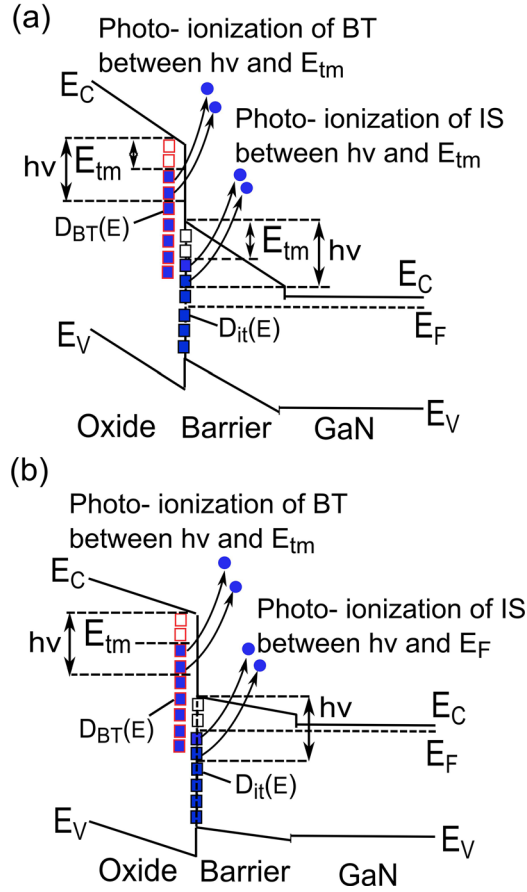 (a)
Photo- ionization of BT
between hν and Etm
EC
Photo- ionization of IS
between hν and Etm
hν
Etm
DBT(E)
Etm
hν
EC
EF
Dit(E)
EV
EV
Oxide Barrier GaN
(b)
Photo- ionization of BT
between hν and Etm
EC
Photo- ionization of IS
between hν and EF
hν
Etm
hν
DBT(E)
EC
EF
Dit(E)
EV
EV
Oxide Barrier GaN